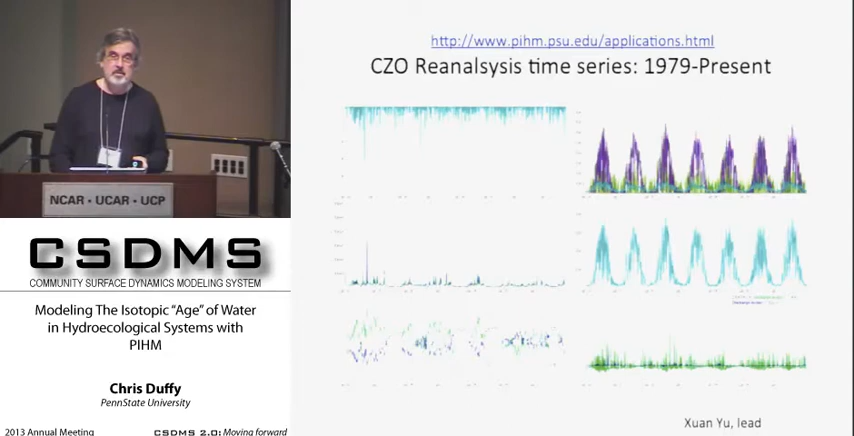 NCAR • UCAR • UCP
CSDMS
COMMUNITY SURFACE DYNAMICS MODELING SYSTEM
Modeling The Isotopic “Age” of Water
in Hydroecological Systems with
PIHM
Chris Duffy
PennState University
2013 Annual Meeting
CSDMS 2.0: Moving forward
http://www.pihm.psu.edu/applications.html
CZO Reanalsysis time series: 1979-Present
Xuan Yu, lead